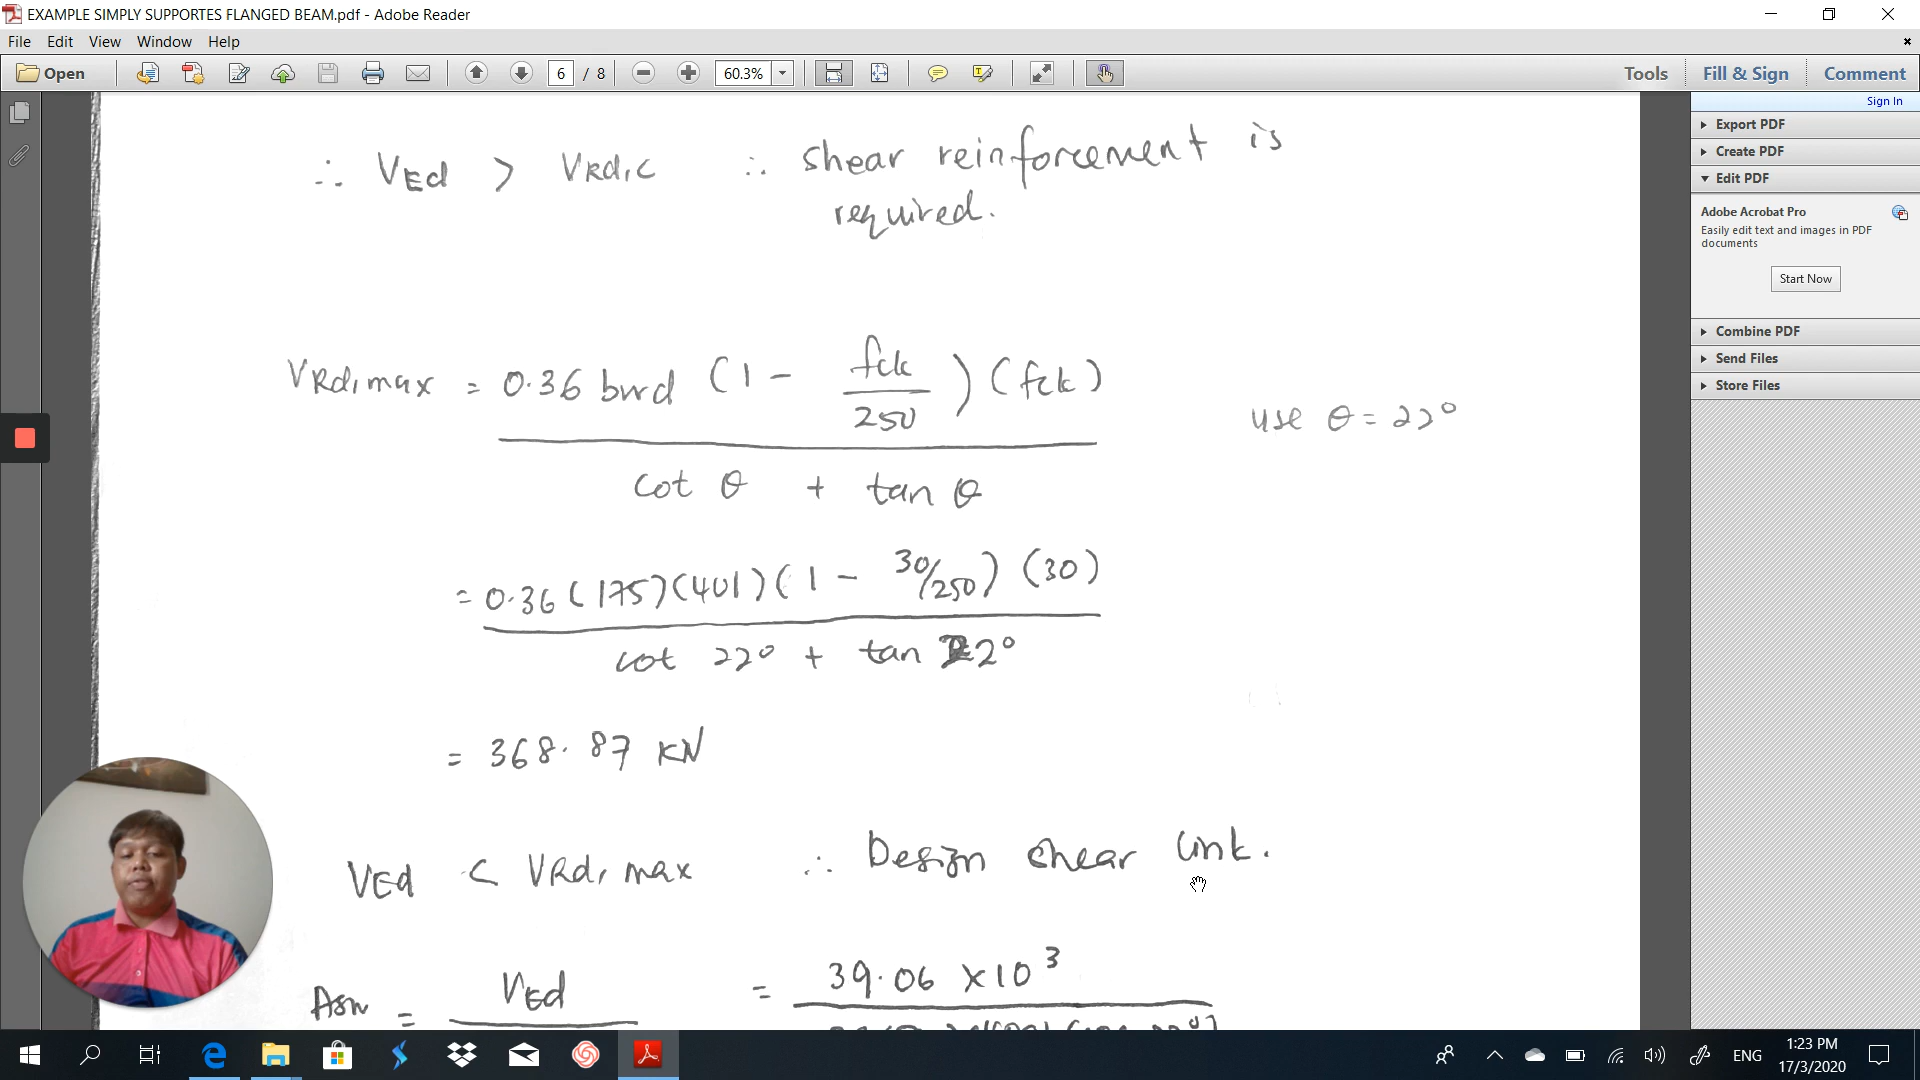 EXAMPLE SIMPLY SUPPORTES FLANGED BEAM.pdf - Adobe Reader
File Edit View Window Help
Open 6 / 8 60.3% Tools Fill & Sign Comment
Sign In
Export PDF
Create PDF
Edit PDF
Adobe Acrobat Pro
Easily edit text and images in PDF
documents
Start Now
Combine PDF
Send Files
Store Files
∴ VEd > VRd,c ∴ shear reinforcement is
required.
VRd,max = 0.36 bwd (1 - fck/250) (fck)
cot θ + tan θ
use θ = 22°
= 0.36 (175)(401)(1 - 30/250) (30)
cot 22° + tan 22°
= 368.87 KN
VEd < VRd,max ∴ Design shear link.
Asw = VEd = 39.06 x10³
ENG
1:23 PM
17/3/2020